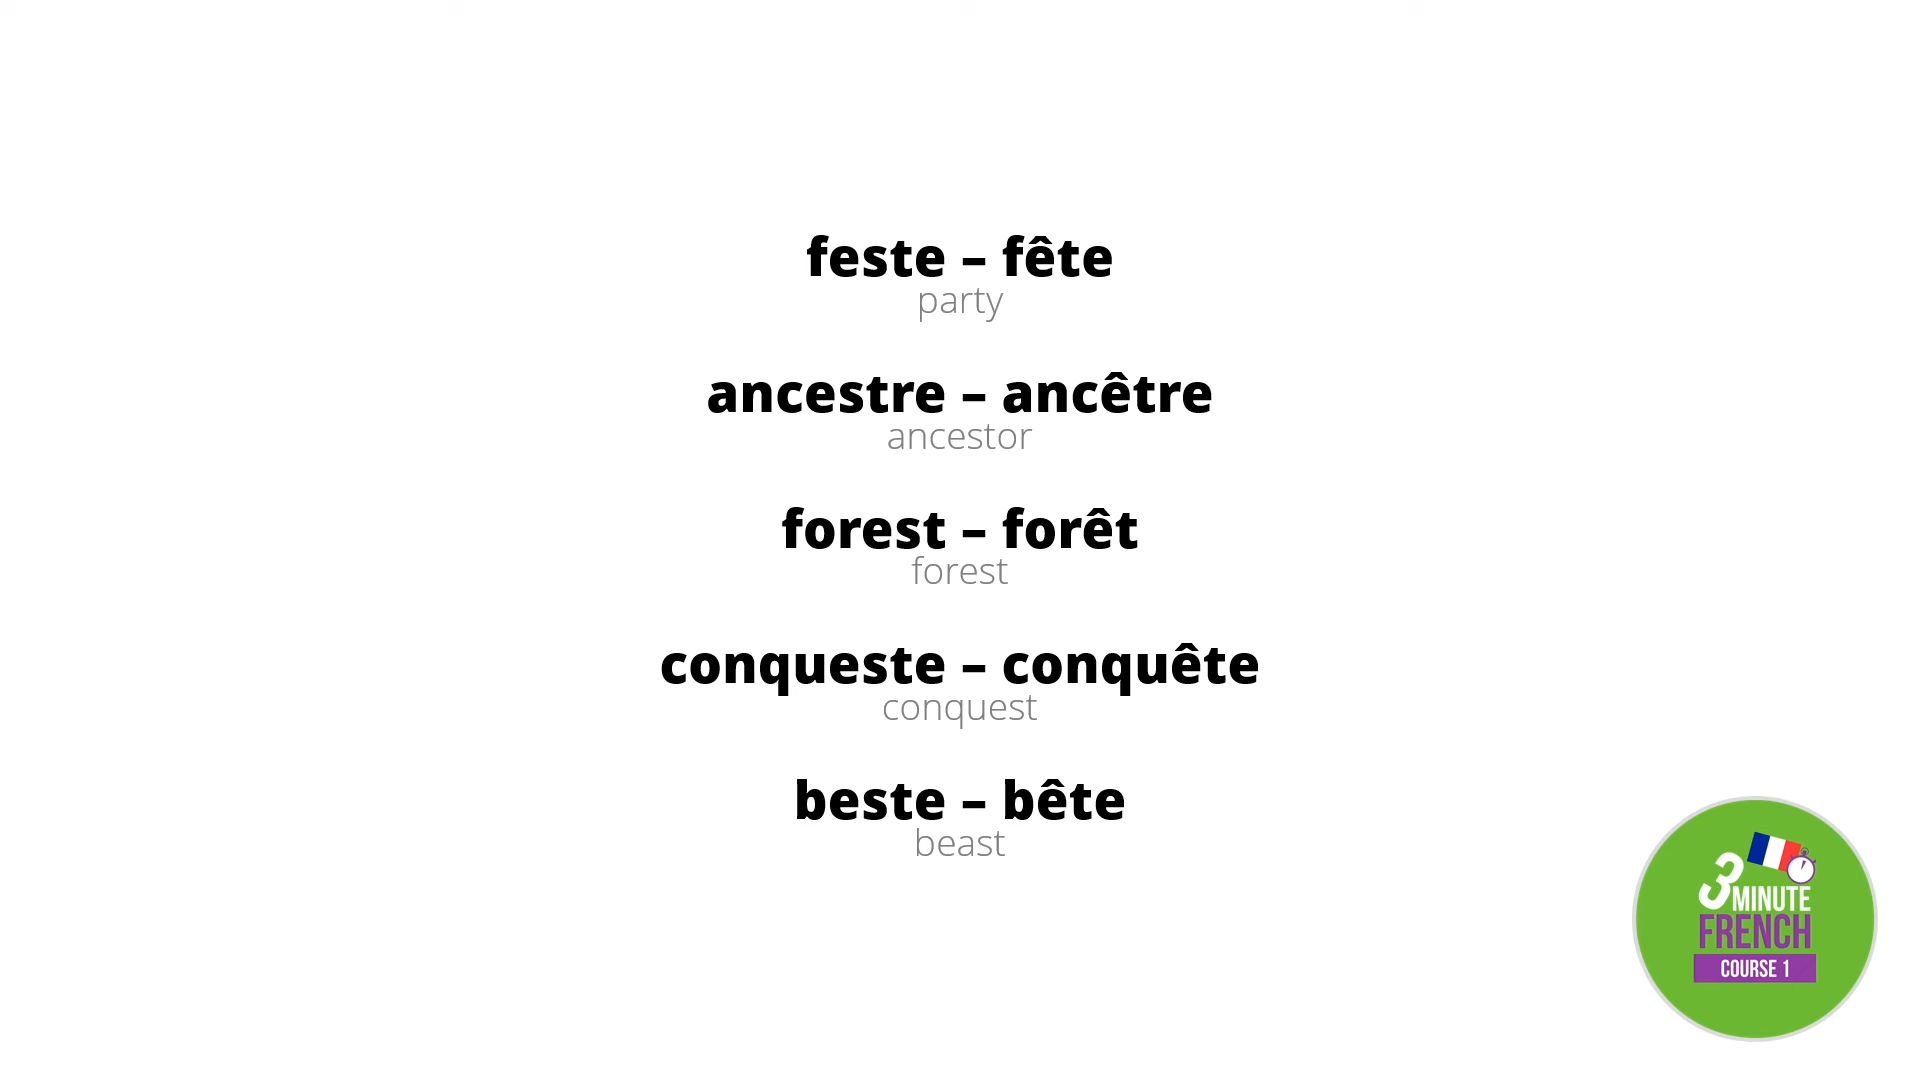 feste – fête
party
ancestre – ancêtre
ancestor
forest – forêt
forest
conqueste – conquête
conquest
beste – bête
beast
3 MINUTE
FRENCH
COURSE 1